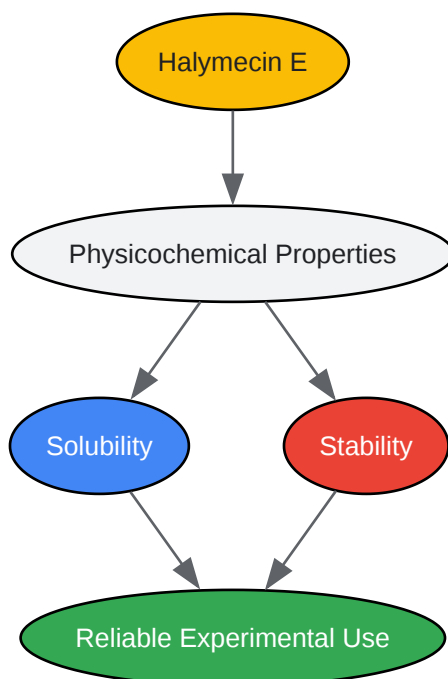 Halymecin E
Physicochemical Properties
Solubility
Stability
Reliable Experimental Use